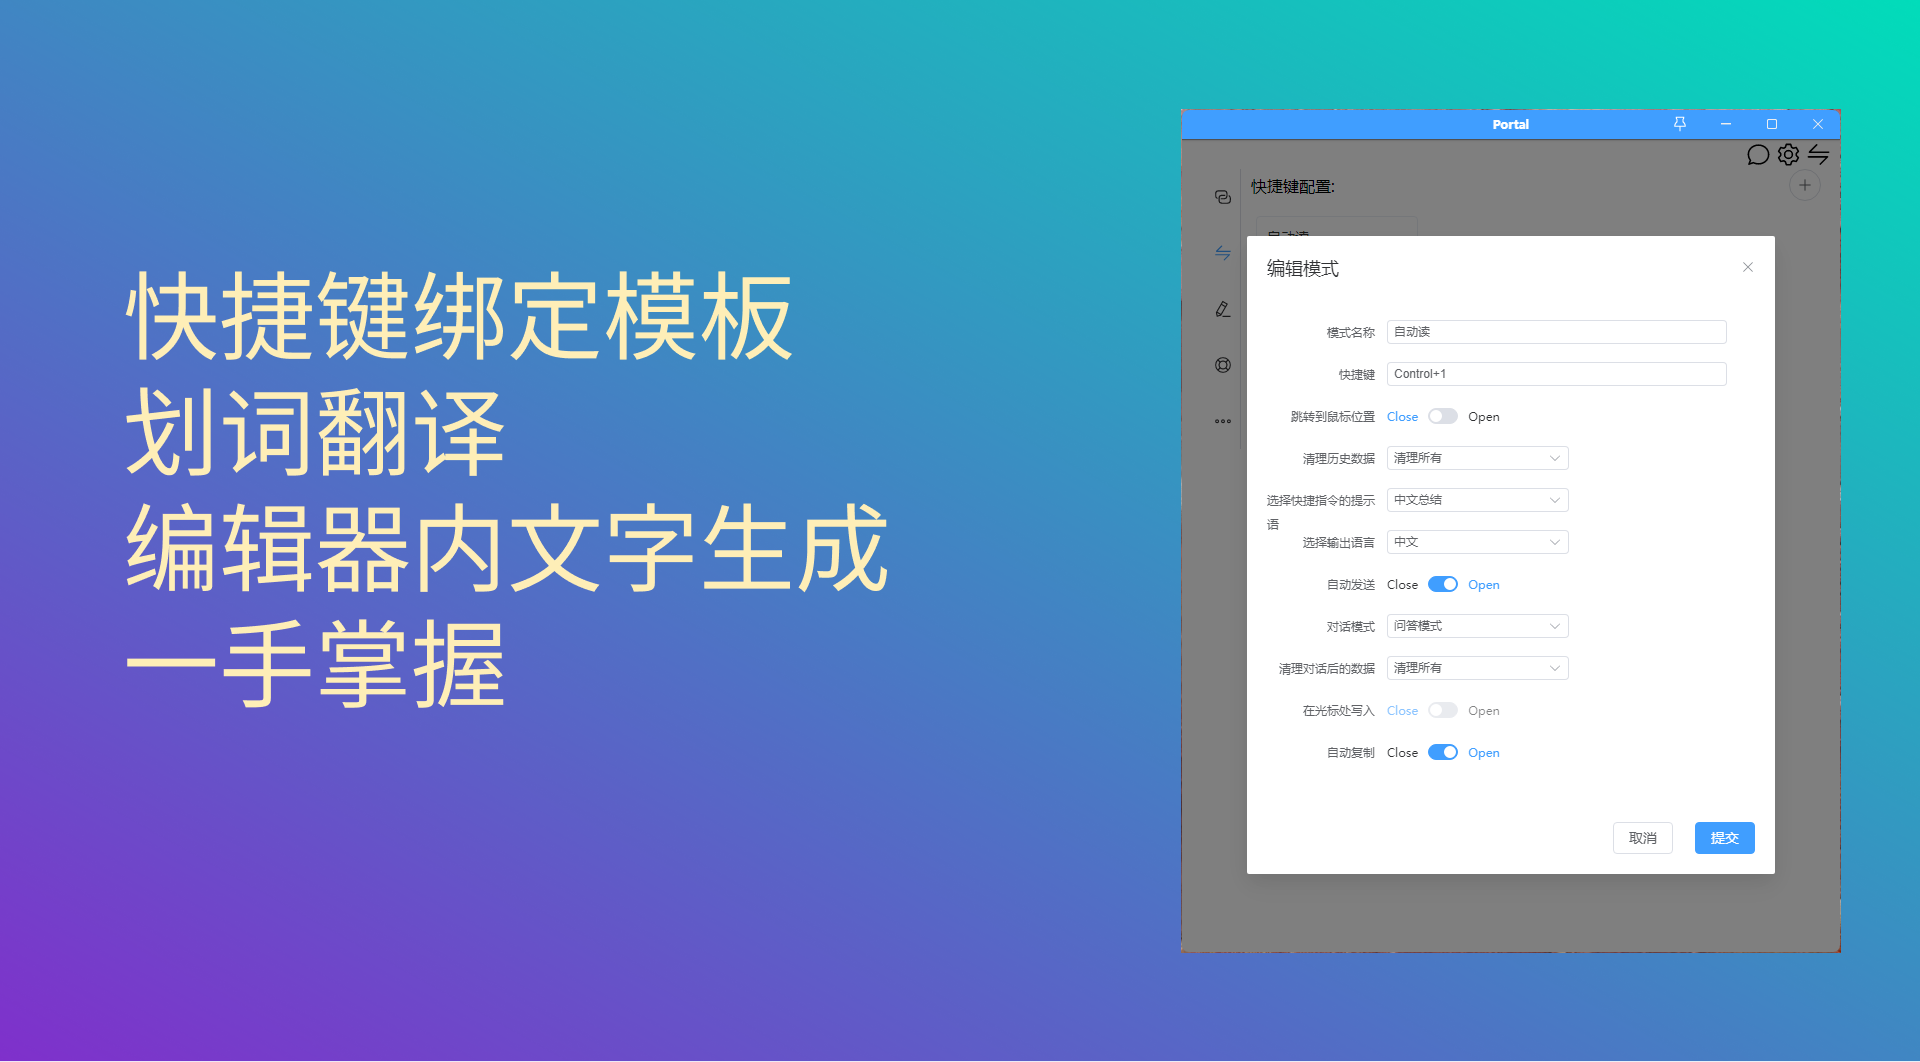 快捷键绑定模板
划词翻译
编辑器内文字生成
一手掌握
Portal
快捷键配置:
自动读
编辑模式
模式名称 自动读
快捷键 Control+1
跳转到鼠标位置 Close Open
清理历史数据 清理所有
选择快捷指令的提示
语
中文总结
选择输出语言 中文
自动发送 Close Open
对话模式 问答模式
清理对话后的数据 清理所有
在光标处写入 Close Open
自动复制 Close Open
取消 提交